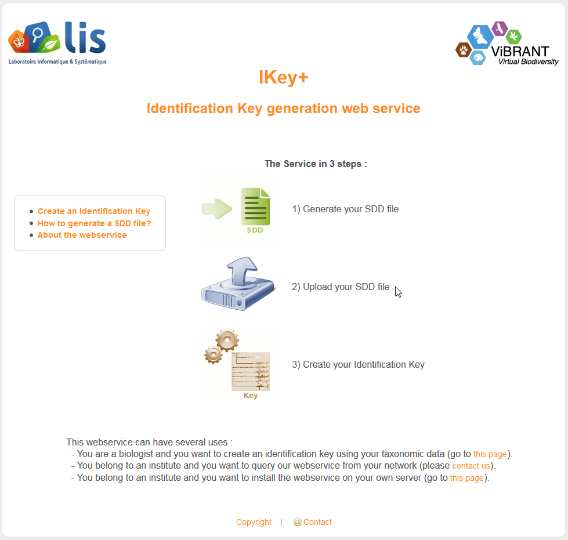 lis
Laboratoire Informatique & Systématique
ViBRANT
Virtual Biodiversity
IKey+
Identification Key generation web service
The Service in 3 steps :
Create an Identification Key
How to generate a SDD file?
About the webservice
1) Generate your SDD file
SDD
2) Upload your SDD file
3) Create your Identification Key
Key
This webservice can have several uses :
- You are a biologist and you want to create an identification key using your taxonomic data (go to this page).
- You belong to an institute and you want to query our webservice from your network (please contact us).
- You belong to an institute and you want to install the webservice on your own server (go to this page).
Copyright | Contact